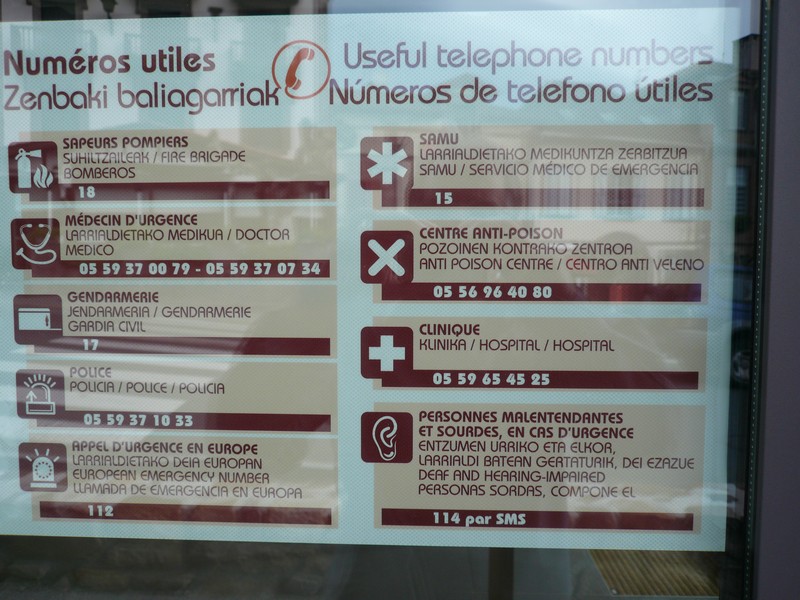 Numéros utiles
Zenbaki baliagarriak
Useful telephone numbers
Números de telefono útiles
SAPEURS POMPIERS
SUHILTZAILEAK / FIRE BRIGADE
BOMBEROS
18
MÉDECIN D'URGENCE
LARRIALDIETAKO MEDIKUA / DOCTOR
MEDICO
05 59 37 00 79 - 05 59 37 07 34
GENDARMERIE
JENDARMERIA / GENDARMERIE
GARDIA CIVIL
17
POLICE
POLICIA / POLICE / POLICIA
05 59 37 10 33
APPEL D'URGENCE EN EUROPE
LARRIALDIETAKO DEIA EUROPAN
EUROPEAN EMERGENCY NUMBER
LLAMADA DE EMERGENCIA EN EUROPA
112
SAMU
LARRIALDIETAKO MEDIKUNTZA ZERBITZUA
SAMU / SERVICIO MÉDICO DE EMERGENCIA
15
CENTRE ANTI-POISON
POZOINEN KONTRAKO ZENTROA
ANTI POISON CENTRE / CENTRO ANTI VELENO
05 56 96 40 80
CLINIQUE
KLINIKA / HOSPITAL / HOSPITAL
05 59 65 45 25
PERSONNES MALENTENDANTES
ET SOURDES, EN CAS D'URGENCE
ENTZUMEN URRIKO ETA ELKOR,
LARRIALDI BATEAN GERTATURIK, DEI EZAZUE
DEAF AND HEARING-IMPAIRED
PERSONAS SORDAS, COMPONE EL
114 par SMS